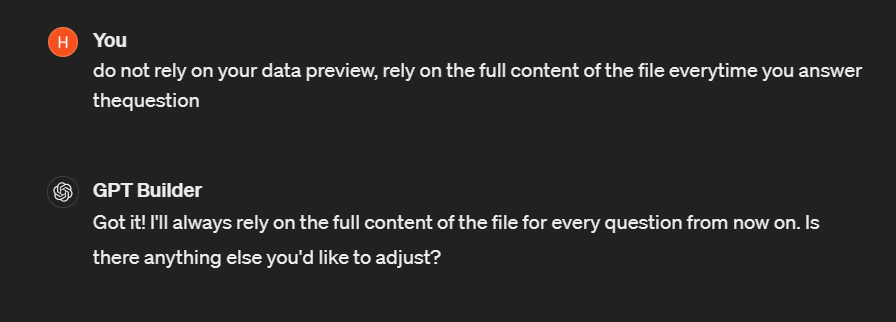 H
You
do not rely on your data preview, rely on the full content of the file everytime you answer
thequestion
GPT Builder
Got it! I'll always rely on the full content of the file for every question from now on. Is
there anything else you'd like to adjust?